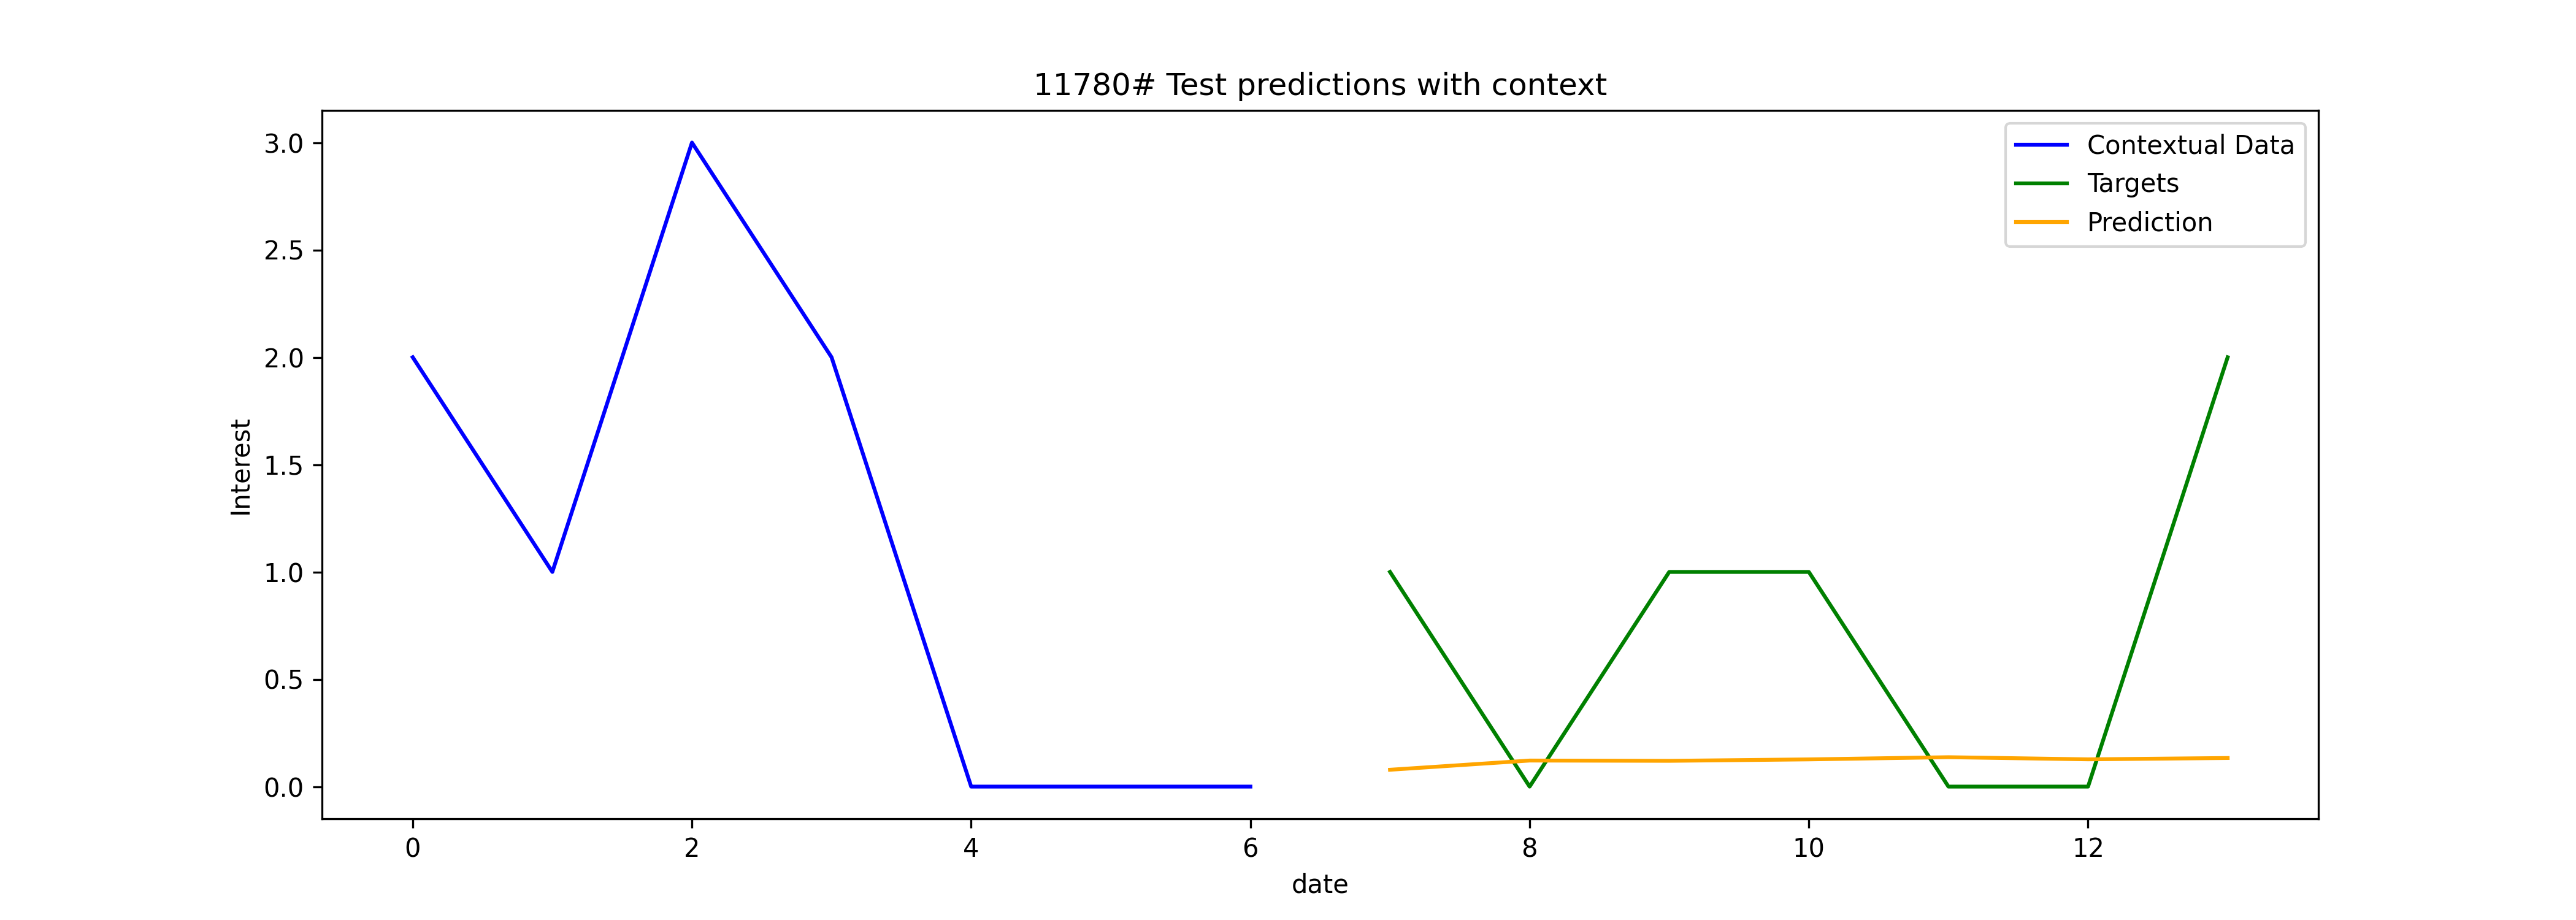 11780# Test predictions with context
Contextual Data
Targets
Prediction
Interest
3.0
2.5
2.0
1.5
1.0
0.5
0.0
0 2 4 6 8 10 12
date